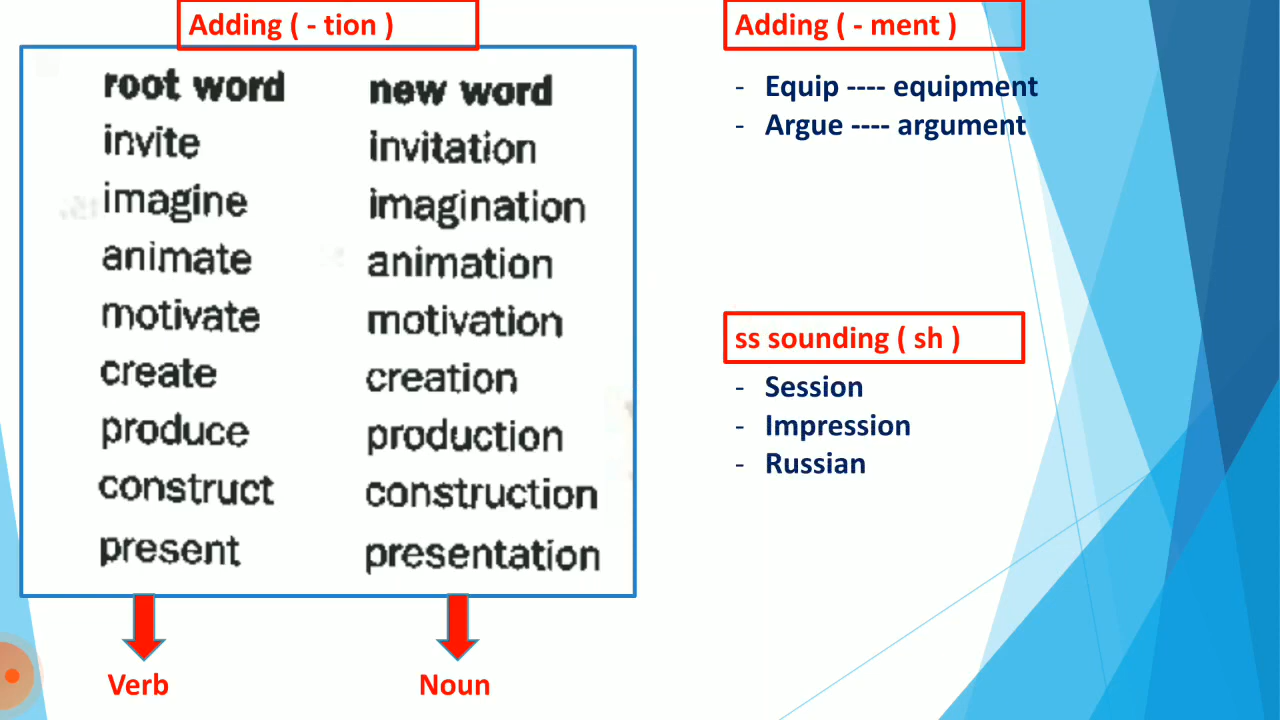 Adding ( - tion )
root word new word
invite invitation
imagine imagination
animate animation
motivate motivation
create creation
produce production
construct construction
present presentation
Verb Noun
Adding ( - ment )
- Equip ---- equipment
- Argue ---- argument
ss sounding ( sh )
- Session
- Impression
- Russian